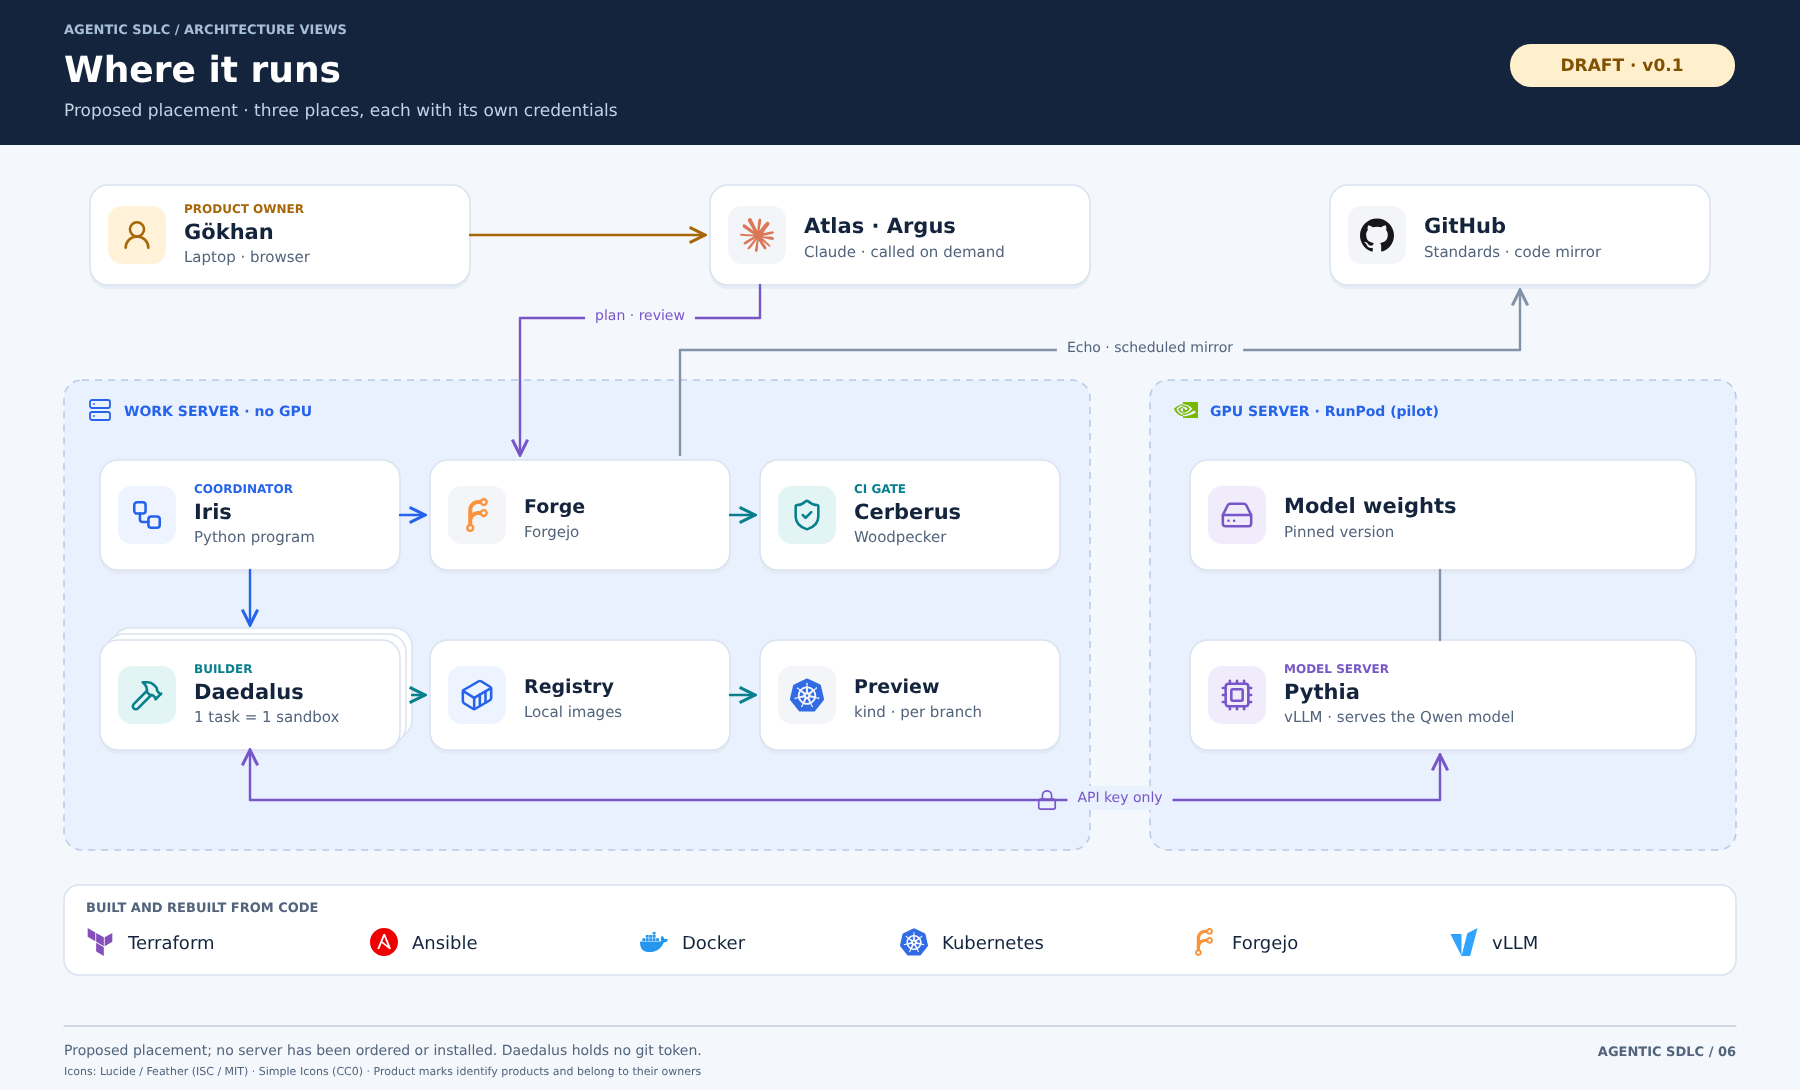 AGENTIC SDLC / ARCHITECTURE VIEWS
Where it runs
Proposed placement · three places, each with its own credentials
DRAFT · v0.1
PRODUCT OWNER
Gökhan
Laptop · browser
Atlas · Argus
Claude · called on demand
GitHub
Standards · code mirror
plan · review
Echo · scheduled mirror
WORK SERVER · no GPU
GPU SERVER · RunPod (pilot)
COORDINATOR
Iris
Python program
Forge
Forgejo
CI GATE
Cerberus
Woodpecker
Model weights
Pinned version
BUILDER
Daedalus
1 task = 1 sandbox
Registry
Local images
Preview
kind · per branch
MODEL SERVER
Pythia
vLLM · serves the Qwen model
API key only
BUILT AND REBUILT FROM CODE
Terraform
Ansible
Docker
Kubernetes
Forgejo
vLLM
Proposed placement; no server has been ordered or installed. Daedalus holds no git token.
Icons: Lucide / Feather (ISC / MIT) · Simple Icons (CC0) · Product marks identify products and belong to their owners
AGENTIC SDLC / 06